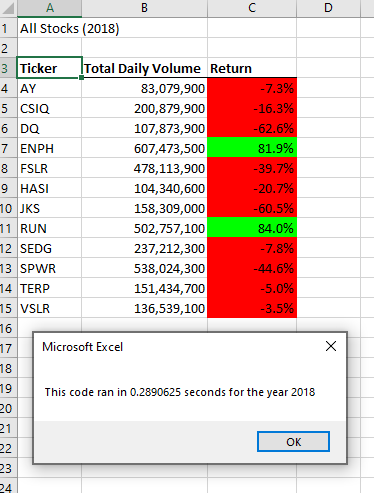 A B C D
1 All Stocks (2018)
2
3 Ticker Total Daily Volume Return
4 AY 83,079,900 -7.3%
5 CSIQ 200,879,900 -16.3%
6 DQ 107,873,900 -62.6%
7 ENPH 607,473,500 81.9%
8 FSLR 478,113,900 -39.7%
9 HASI 104,340,600 -20.7%
10 JKS 158,309,000 -60.5%
11 RUN 502,757,100 84.0%
12 SEDG 237,212,300 -7.8%
13 SPWR 538,024,300 -44.6%
14 TERP 151,434,700 -5.0%
15 VSLR 136,539,100 -3.5%
16
17 Microsoft Excel
18
19 This code ran in 0.2890625 seconds for the year 2018
20
21
22 OK
23
24